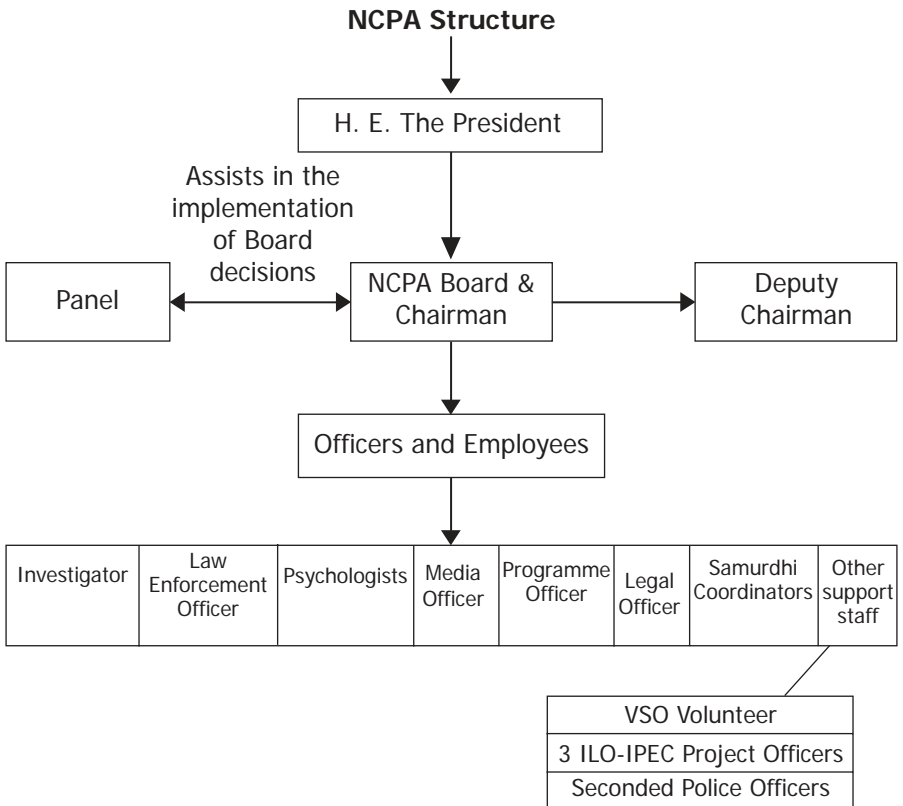 NCPA Structure
H. E. The President
Assists in the
implementation
of Board
decisions
Panel
NCPA Board &
Chairman
Deputy
Chairman
Officers and Employees
Investigator
Law
Enforcement
Officer
Psychologists
Media
Officer
Programme
Officer
Legal
Officer
Samurdhi
Coordinators
Other
support
staff
VSO Volunteer
3 ILO-IPEC Project Officers
Seconded Police Officers